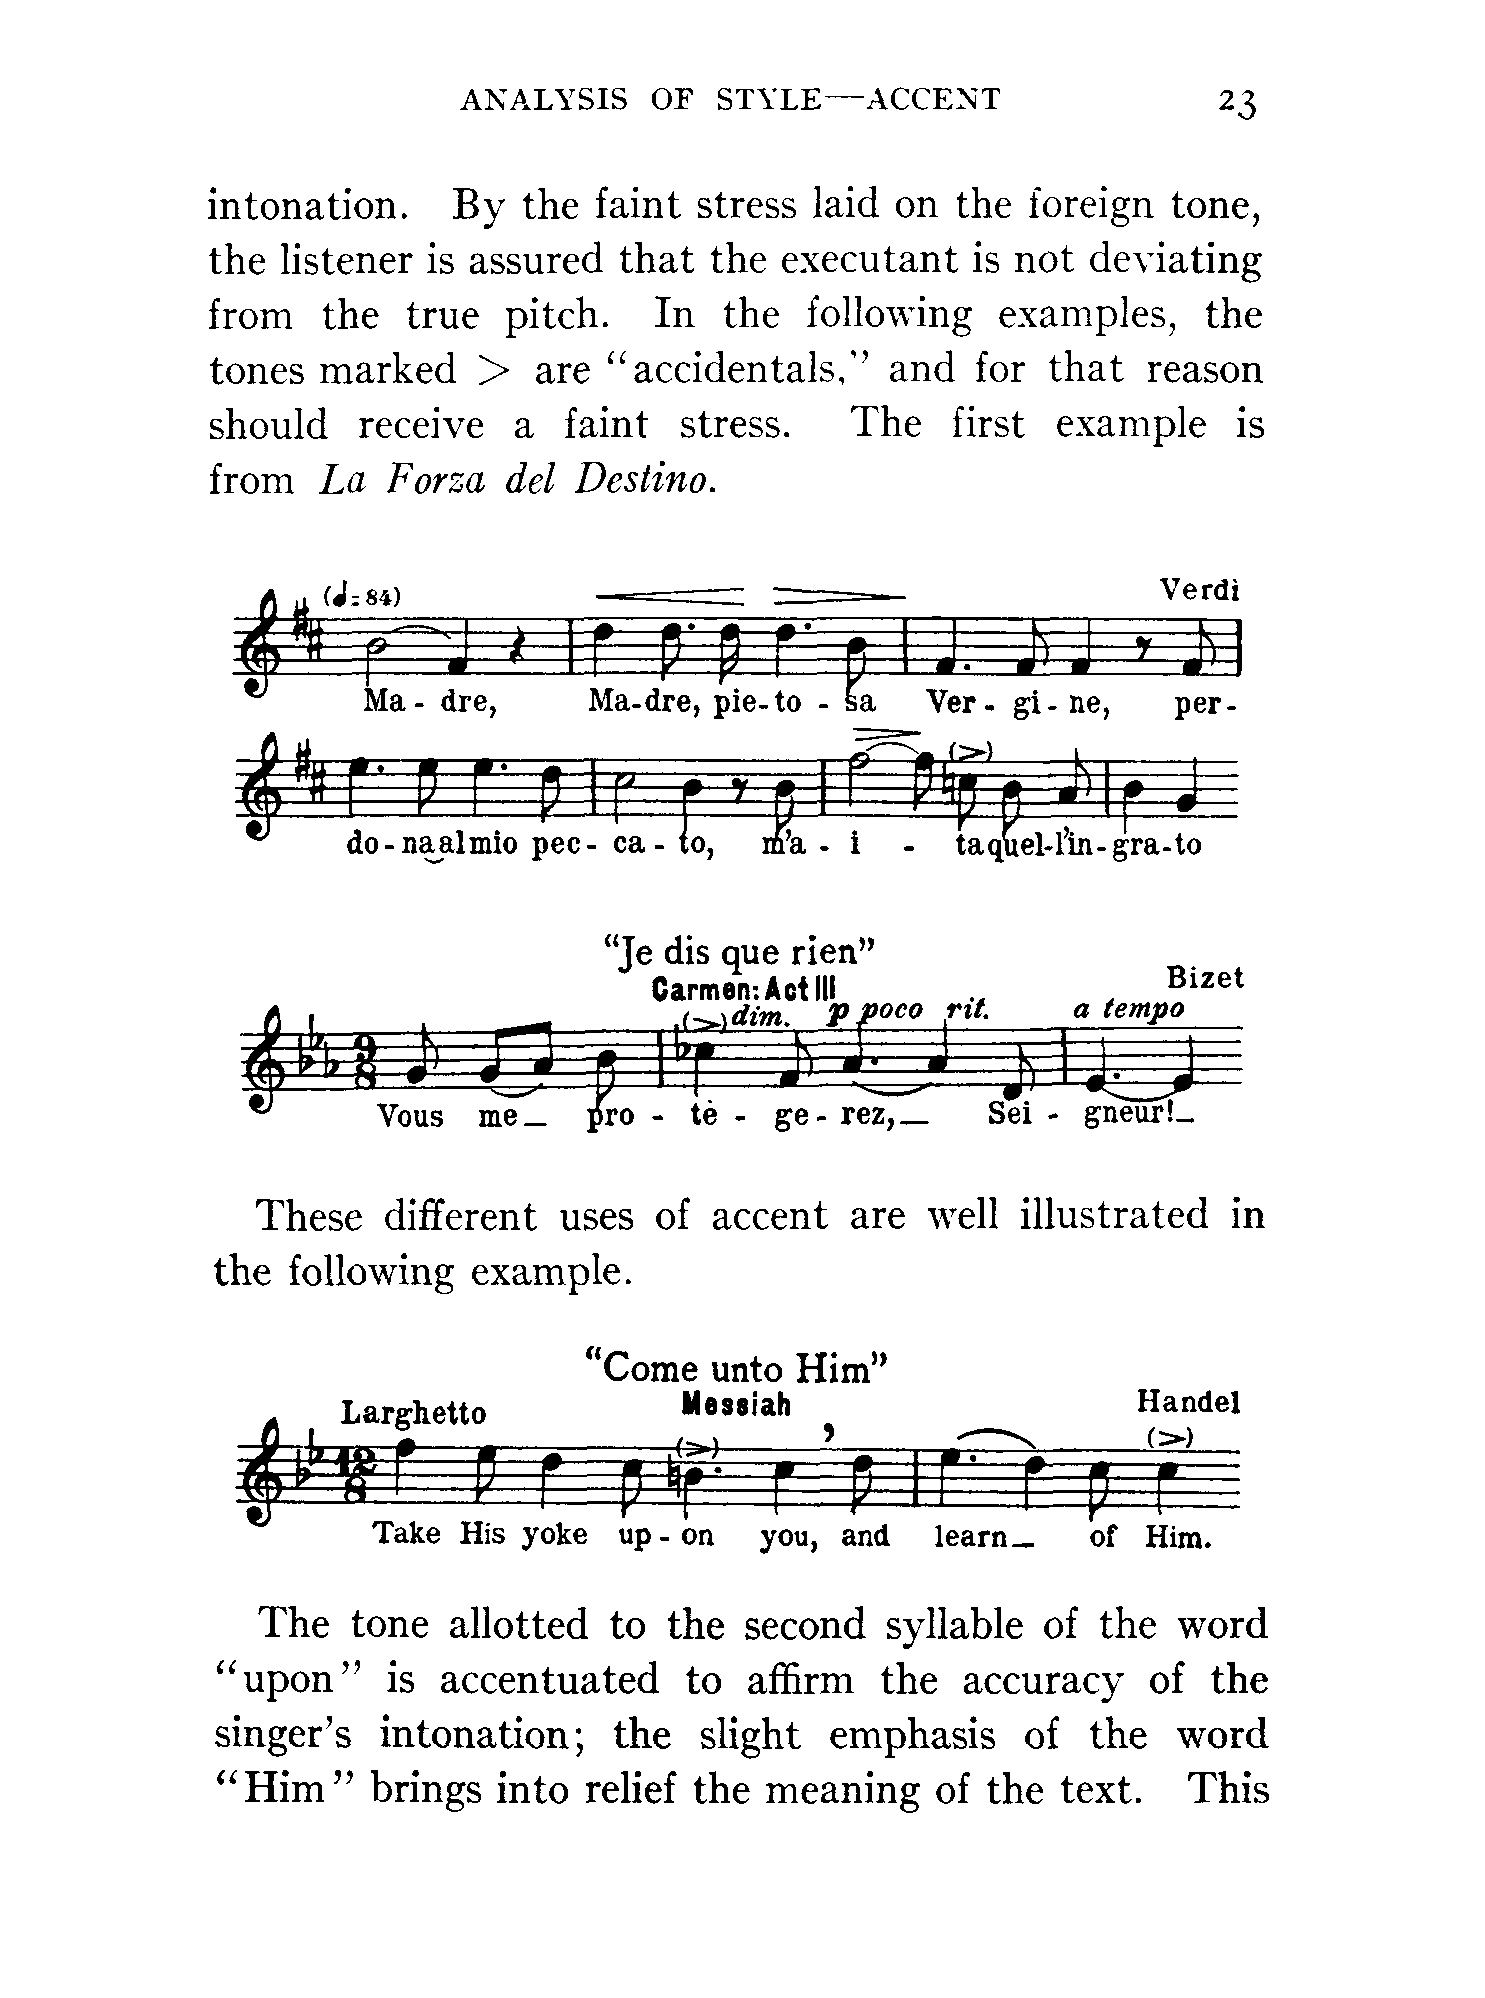 ANALYSIS OF STYLE—ACCENT 23
intonation. By the faint stress laid on the foreign tone,
the listener is assured that the executant is not deviating
from the true pitch. In the following examples, the
tones marked > are "accidentals," and for that reason
should receive a faint stress. The first example is
from La Forza del Destino.
(♩=84) Verdi
Ma - dre, Ma-dre, pie-to - sa Ver - gi - ne, per-
do-na al mio pec- ca - to, m'a - i - ta quel-l'in-gra-to
"Je dis que rien"
Carmen: Act III Bizet
(>) dim. p poco rit. a tempo
9
8
Vous me_ pro - tè - ge - rez,_ Sei - gneur!_
These different uses of accent are well illustrated in
the following example.
"Come unto Him"
Larghetto Messiah Handel
12
8
Take His yoke up - on you, and learn_ of Him.
The tone allotted to the second syllable of the word
"upon" is accentuated to affirm the accuracy of the
singer's intonation; the slight emphasis of the word
"Him" brings into relief the meaning of the text. This